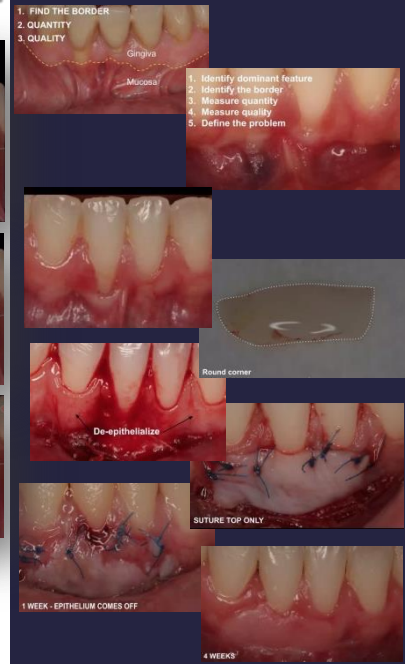 1. FIND THE BORDER
2. QUANTITY
3. QUALITY
Gingiva
Mucosa
1. Identify dominant feature
2. Identify the border
3. Measure quantity
4. Measure quality
5. Define the problem
Round corner
De-epithelialize
SUTURE TOP ONLY
1 WEEK - EPITHELIUM COMES OFF
4 WEEKS